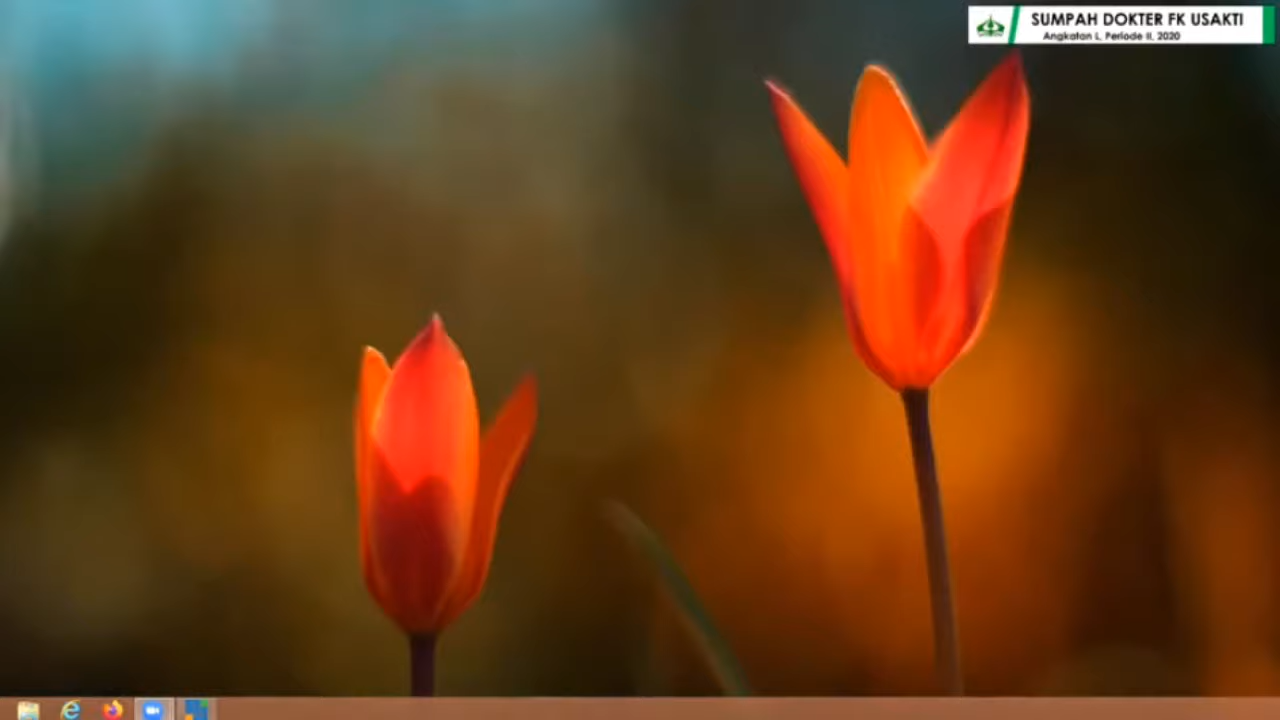 SUMPAH DOKTER FK USAKTI
Angkatan L, Periode II, 2020